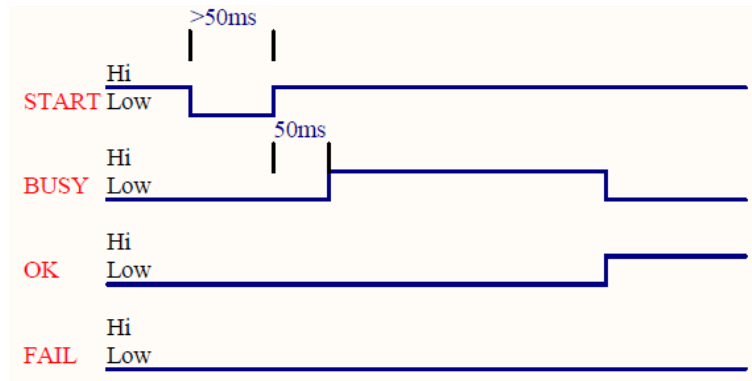 >50ms
Hi
START Low
50ms
Hi
BUSY Low
Hi
OK Low
Hi
FAIL Low